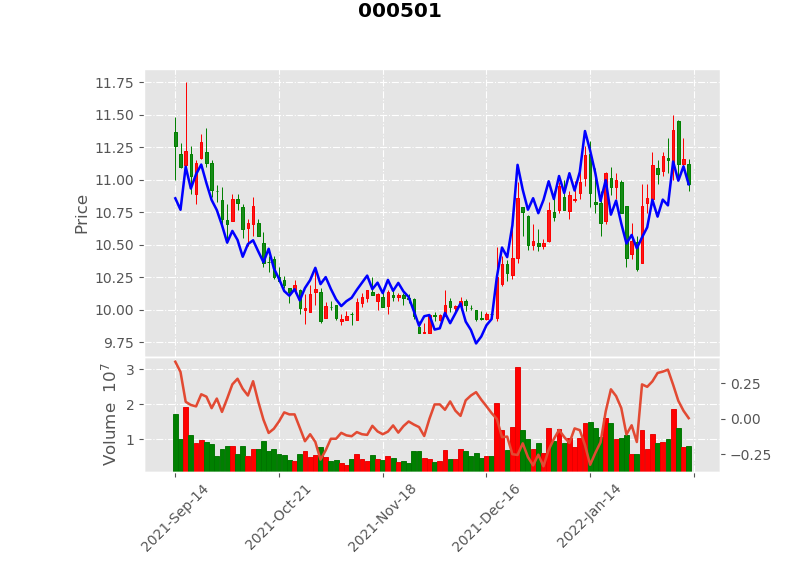 000501
Price
11.75
11.50
11.25
11.00
10.75
10.50
10.25
10.00
9.75
Volume 10^7
3
2
1
0.25
0.00
−0.25
2021-Sep-14
2021-Oct-21
2021-Nov-18
2021-Dec-16
2022-Jan-14